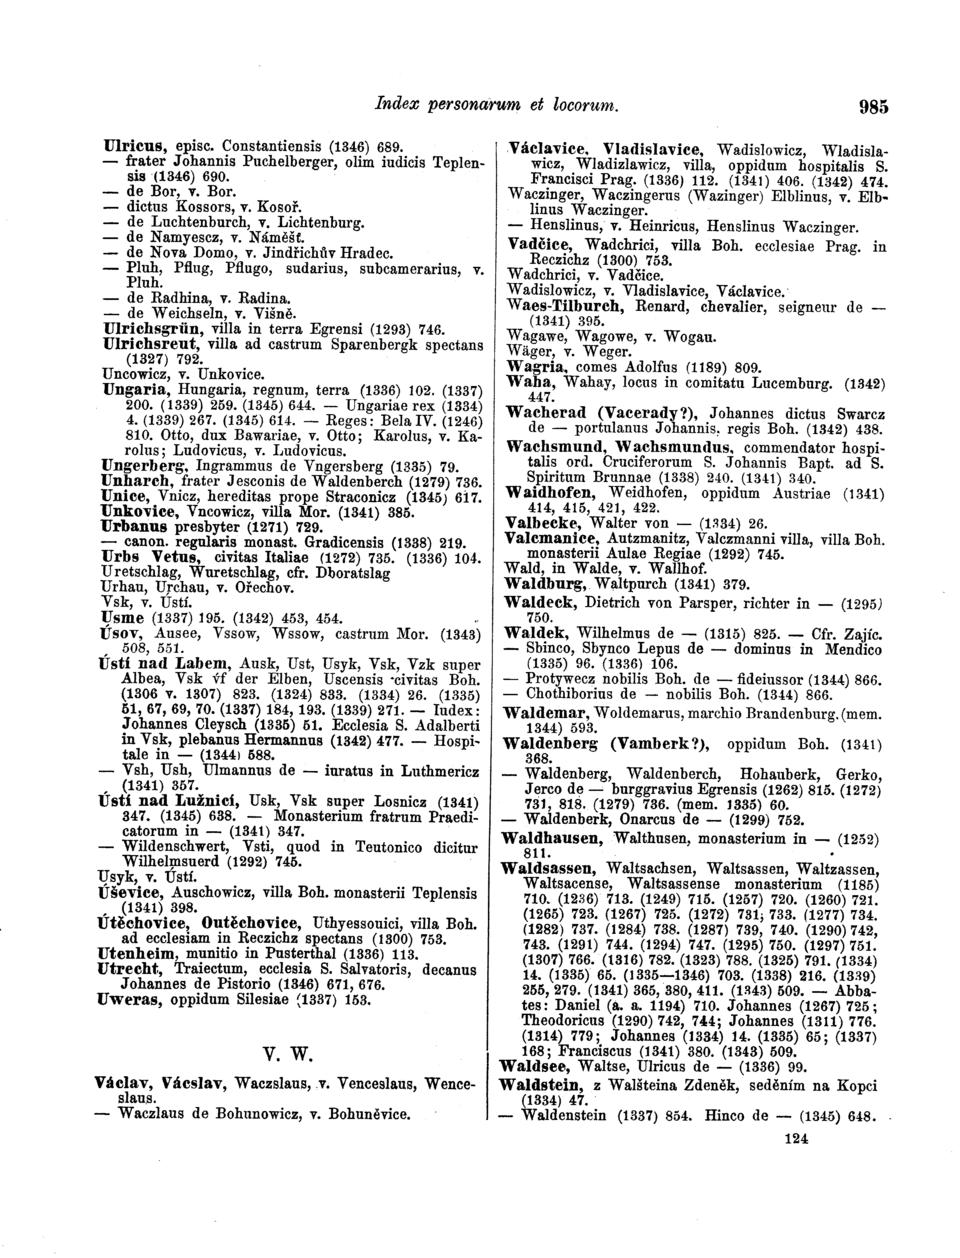 Index personarum et locorum.
985
Ulricus, episc. Constantiensis (1346) 689.
— frater Johannis Puchelberger, olim iudicis Teplen-
sis (1346) 690.
— de Bor, v. Bor.
— dictus Kossors, v. Kosoř.
— de Luchtenburch, v. Lichtenburg.
— de Namyescz, v. Náměšť.
— de Nova Domo, v. Jindřichův Hradec.
— Pluh, Pflug, Pflugo, sudarius, subcamerarius, v.
Pluh.
— de Radhina, v. Radina.
— de Weichseln, v. Višně.
Ulrichsgrün, villa in terra Egrensi (1293) 746.
Ulrichsreut, villa ad castrum Sparenbergk spectans
(1327) 792.
Uncowicz, v. Unkovice.
Ungaria, Hungaria, regnum, terra (1336) 102. (1337)
200. (1339) 259. (1345) 644. — Ungariae rex (1334)
4. (1339) 267. (1345) 614. — Reges: Bela IV. (1246)
810. Otto, dux Bawariae, v. Otto; Karolus, v. Ka-
rolus; Ludovicus, v. Ludovicus.
Ungerberg, Ingrammus de Vngersberg (1335) 79.
Unharch, frater Jesconis de Waldenberch (1279) 736.
Unice, Vnicz, hereditas prope Straconicz (1345) 617.
Unkovice, Vncowicz, villa Mor. (1341) 385.
Urbanus presbyter (1271) 729.
— canon. regularis monast. Gradicensis (1338) 219.
Urbs Vetus, civitas Italiae (1272) 735. (1336) 104.
Uretschlag, Wuretschlag, cfr. Dboratslag
Urhau, Urchau, v. Ořechov.
Vsk, v. Ústí.
Usme (1337) 195. (1342) 453, 454.
Úsov, Ausee, Vssow, Wssow, castrum Mor. (1343)
508, 551.
Ústí nad Labem, Ausk, Ust, Usyk, Vsk, Vzk super
Albea, Vsk vf der Elben, Uscensis civitas Boh.
(1306 v. 1307) 823. (1324) 833. (1334) 26. (1335)
51, 67, 69, 70. (1337) 184, 193. (1339) 271. — Iudex:
Johannes Cleysch (1335) 51. Ecclesia S. Adalberti
in Vsk, plebanus Hermannus (1342) 477. — Hospi-
tale in — (1344) 588.
— Vsh, Ush, Ulmannus de — iuratus in Luthmericz
(1341) 357.
Ústí nad Lužnicí, Usk, Vsk super Losnicz (1341)
347. (1345) 638. — Monasterium fratrum Praedi-
catorum in — (1341) 347.
— Wildenschwert, Vsti, quod in Teutonico dicitur
Wilhelmsuerd (1292) 745.
Usyk, v. Ústí.
Úševice, Auschowicz, villa Boh. monasterii Teplensis
(1341) 398.
Útěchovice, Outěchovice, Uthyessouici, villa Boh.
ad ecclesiam in Reczichz spectans (1300) 753.
Utenheim, munitio in Pusterthal (1336) 113.
Utrecht, Traiectum, ecclesia S. Salvatoris, decanus
Johannes de Pistorio (1346) 671, 676.
Uweras, oppidum Silesiae (1337) 153.
V. W.
Václav, Vácslav, Waczslaus, v. Venceslaus, Wence-
slaus.
— Waczlaus de Bohunowicz, v. Bohuněvice.
Václavice, Vladislavice, Wadislowicz, Wladisla-
wicz, Wladizlawicz, villa, oppidum hospitalis S.
Francisci Prag. (1336) 112. (1341) 406. (1342) 474.
Waczinger, Waczingerus (Wazinger) Elblinus, v. Elb-
linus Waczinger.
— Henslinus, v. Heinricus, Henslinus Waczinger.
Vadčice, Wadchrici, villa Boh. ecclesiae Prag. in
Reczichz (1300) 753.
Wadchrici, v. Vadčice.
Wadislowicz, v. Vladislavice, Václavice.
Waes-Tilburch, Renard, chevalier, seigneur de —
(1341) 395.
Wagawe, Wagowe, v. Wogau.
Wäger, v. Weger.
Wagria, comes Adolfus (1189) 809.
Waha, Wahay, locus in comitatu Lucemburg. (1342)
447.
Wacherad (Vacerady?), Johannes dictus Swarcz
de — portulanus Johannis, regis Boh. (1342) 438.
Wachsmund, Wachsmundus, commendator hospi-
talis ord. Cruciferorum S. Johannis Bapt. ad S.
Spiritum Brunnae (1338) 240. (1341) 340.
Waidhofen, Weidhofen, oppidum Austriae (1341)
414, 415, 421, 422.
Valbecke, Walter von — (1334) 26.
Valcmanice, Autzmanitz, Valczmanni villa, villa Boh.
monasterii Aulae Regiae (1292) 745.
Wald, in Walde, v. Wallhof.
Waldburg, Waltpurch (1341) 379.
Waldeck, Dietrich von Parsper, richter in — (1295)
750.
Waldek, Wilhelmus de — (1315) 825. — Cfr. Zajíc.
— Sbinco, Sbynco Lepus de — dominus in Mendico
(1335) 96. (1336) 106.
— Protywecz nobilis Boh. de — fideiussor (1344) 866.
— Chothiborius de — nobilis Boh. (1344) 866.
Waldemar, Woldemarus, marchio Brandenburg. (mem.
1344) 593.
Waldenberg (Vamberk?), oppidum Boh. (1341)
368.
— Waldenberg, Waldenberch, Hohauberk, Gerko,
Jerco de — burggravius Egrensis (1262) 815. (1272)
731, 818. (1279) 736. (mem. 1335) 60.
— Waldenberk, Onarcus de — (1299) 752.
Waldhausen, Walthusen, monasterium in — (1252)
811.
Waldsassen, Waltsachsen, Waltsassen, Waltzassen,
Waltsacense, Waltsassense monasterium (1185)
710. (1236) 713. (1249) 715. (1257) 720. (1260) 721.
(1265) 723. (1267) 725. (1272) 731; 733. (1277) 734.
(1282) 737. (1284) 738. (1287) 739, 740. (1290) 742,
743. (1291) 744. (1294) 747. (1295) 750. (1297) 751.
(1307) 766. (1316) 782. (1323) 788. (1325) 791. (1334)
14. (1335) 65. (1335—1346) 703. (1338) 216. (1339)
255, 279. (1341) 365, 380, 411. (1343) 509. — Abba-
tes: Daniel (a. a. 1194) 710. Johannes (1267) 725;
Theodoricus (1290) 742, 744; Johannes (1311) 776.
(1314) 779; Johannes (1334) 14. (1335) 65; (1337)
168; Franciscus (1341) 380. (1343) 509.
Waldsee, Waltse, Ulricus de — (1336) 99.
Waldstein, z Walšteina Zdeněk, seděním na Kopci
(1334) 47.
— Waldenstein (1337) 854. Hinco de — (1345) 648.
124